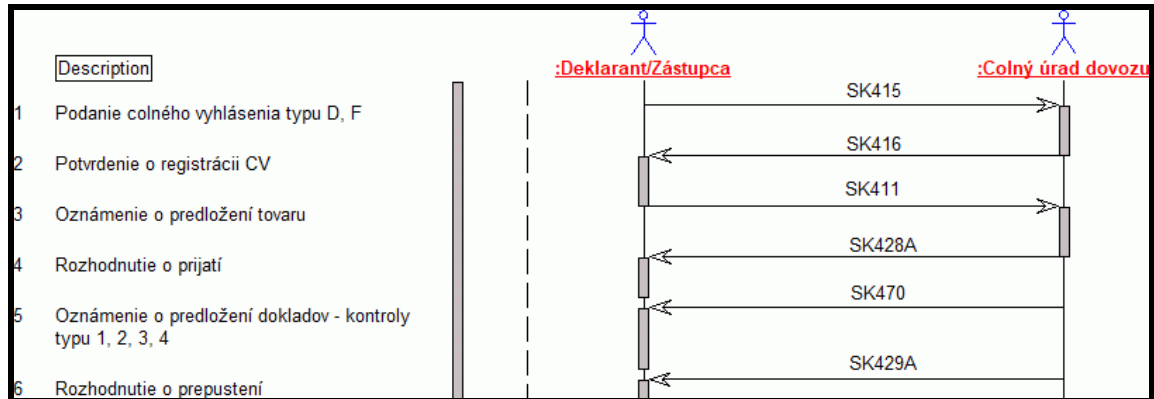 :Deklarant/Zástupca
:Colný úrad dovozu
Description
SK415
1 Podanie colného vyhlásenia typu D, F
SK416
2 Potvrdenie o registrácii CV
SK411
3 Oznámenie o predložení tovaru
SK428A
4 Rozhodnutie o prijatí
SK470
5 Oznámenie o predložení dokladov - kontroly
typu 1, 2, 3, 4
SK429A
6 Rozhodnutie o prepustení